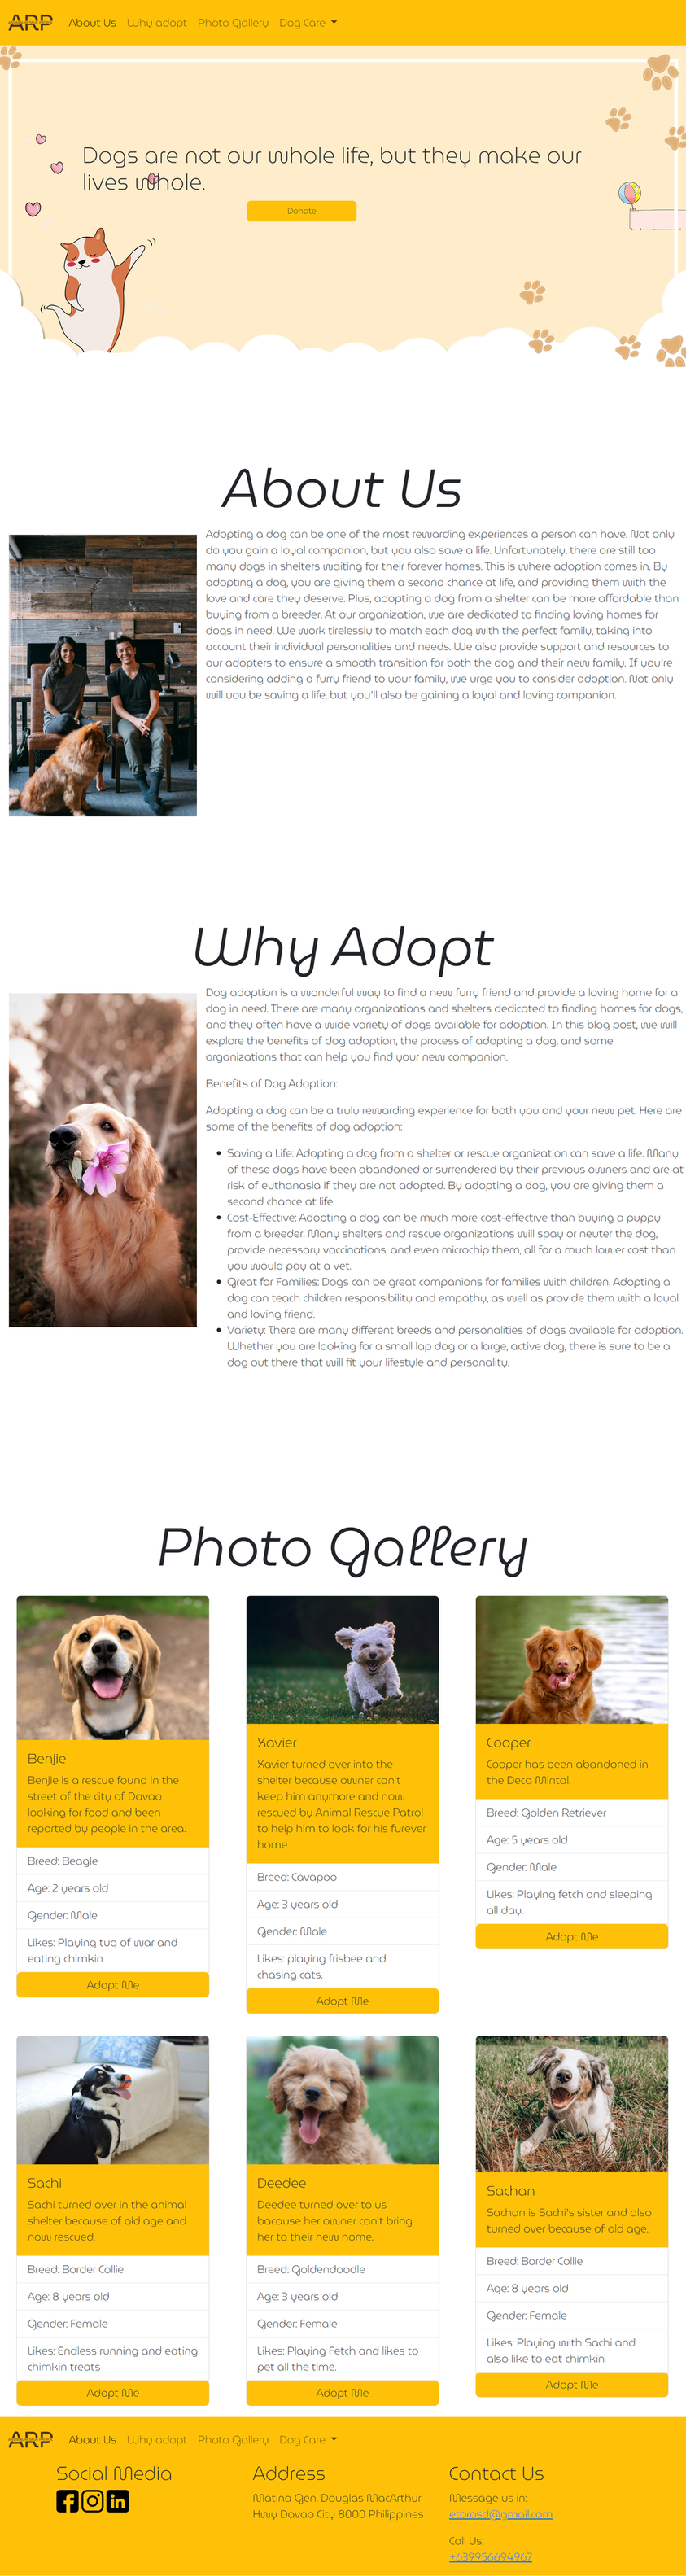 ARP About Us Why adopt Photo Gallery Dog Care
Dogs are not our whole life, but they make our
lives whole.
Donate
About Us
Adopting a dog can be one of the most rewarding experiences a person can have. Not only
do you gain a loyal companion, but you also save a life. Unfortunately, there are still too
many dogs in shelters waiting for their forever homes. This is where adoption comes in. By
adopting a dog, you are giving them a second chance at life, and providing them with the
love and care they deserve. Plus, adopting a dog from a shelter can be more affordable than
buying from a breeder. At our organization, we are dedicated to finding loving homes for
dogs in need. We work tirelessly to match each dog with the perfect family, taking into
account their individual personalities and needs. We also provide support and resources to
our adopters to ensure a smooth transition for both the dog and their new family. If you're
considering adding a furry friend to your family, we urge you to consider adoption. Not only
will you be saving a life, but you'll also be gaining a loyal and loving companion.
Why Adopt
Dog adoption is a wonderful way to find a new furry friend and provide a loving home for a
dog in need. There are many organizations and shelters dedicated to finding homes for dogs,
and they often have a wide variety of dogs available for adoption. In this blog post, we will
explore the benefits of dog adoption, the process of adopting a dog, and some
organizations that can help you find your new companion.
Benefits of Dog Adoption:
Adopting a dog can be a truly rewarding experience for both you and your new pet. Here are
some of the benefits of dog adoption:
• Saving a Life: Adopting a dog from a shelter or rescue organization can save a life. Many
of these dogs have been abandoned or surrendered by their previous owners and are at
risk of euthanasia if they are not adopted. By adopting a dog, you are giving them a
second chance at life.
• Cost-Effective: Adopting a dog can be much more cost-effective than buying a puppy
from a breeder. Many shelters and rescue organizations will spay or neuter the dog,
provide necessary vaccinations, and even microchip them, all for a much lower cost than
you would pay at a vet.
• Great for Families: Dogs can be great companions for families with children. Adopting a
dog can teach children responsibility and empathy, as well as provide them with a loyal
and loving friend.
• Variety: There are many different breeds and personalities of dogs available for adoption.
Whether you are looking for a small lap dog or a large, active dog, there is sure to be a
dog out there that will fit your lifestyle and personality.
Photo Gallery
Benjie
Benjie is a rescue found in the
street of the city of Davao
looking for food and been
reported by people in the area.
Breed: Beagle
Age: 2 years old
Gender: Male
Likes: Playing tug of war and
eating chimkin
Adopt Me
Xavier
Xavier turned over into the
shelter because owner can't
keep him anymore and now
rescued by Animal Rescue Patrol
to help him to look for his furever
home.
Breed: Cavapoo
Age: 3 years old
Gender: Male
Likes: playing frisbee and
chasing cats.
Adopt Me
Cooper
Cooper has been abandoned in
the Deca Mintal.
Breed: Golden Retriever
Age: 5 years old
Gender: Male
Likes: Playing fetch and sleeping
all day.
Adopt Me
Sachi
Sachi turned over in the animal
shelter because of old age and
now rescued.
Breed: Border Collie
Age: 8 years old
Gender: Female
Likes: Endless running and eating
chimkin treats
Adopt Me
Deedee
Deedee turned over to us
bacause her owner can't bring
her to their new home.
Breed: Goldendoodle
Age: 3 years old
Gender: Female
Likes: Playing Fetch and likes to
pet all the time.
Adopt Me
Sachan
Sachan is Sachi's sister and also
turned over because of old age.
Breed: Border Collie
Age: 8 years old
Gender: Female
Likes: Playing with Sachi and
also like to eat chimkin
Adopt Me
ARP About Us Why adopt Photo Gallery Dog Care
Social Media
Address
Matina Gen. Douglas MacArthur
Hwy Davao City 8000 Philippines
Contact Us
Message us in:
etorosd@gmail.com
Call Us:
+639956694967